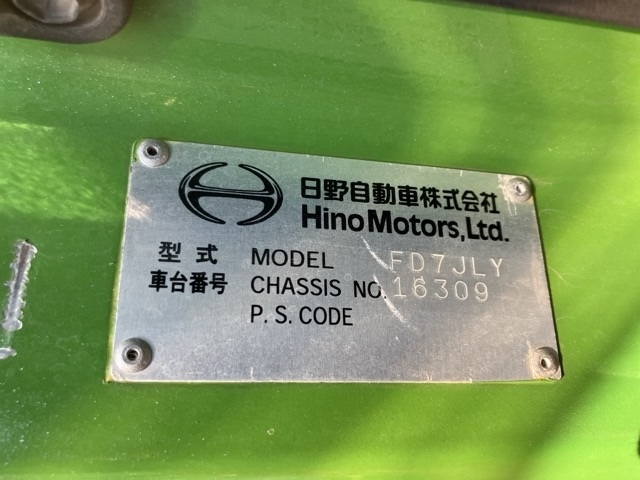 日野自動車株式会社
Hino Motors, Ltd.
型式 MODEL FD7JLY
車台番号 CHASSIS NO. 16309
P. S. CODE